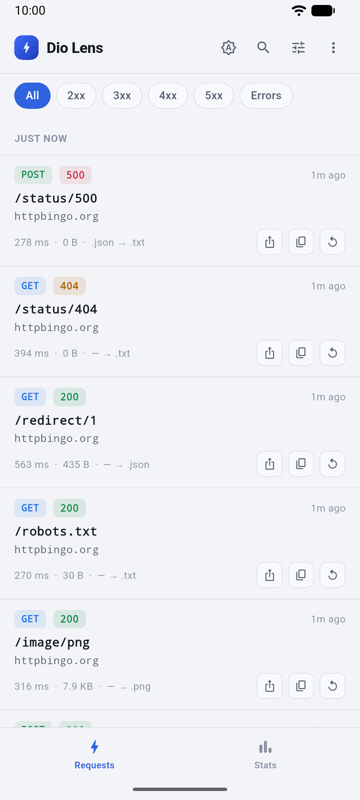 10:00
Dio Lens
All 2xx 3xx 4xx 5xx Errors
JUST NOW
POST 500 1m ago
/status/500
httpbingo.org
278 ms · 0 B · .json → .txt
GET 404 1m ago
/status/404
httpbingo.org
394 ms · 0 B · — → .txt
GET 200 1m ago
/redirect/1
httpbingo.org
563 ms · 435 B · — → .json
GET 200 1m ago
/robots.txt
httpbingo.org
270 ms · 30 B · — → .txt
GET 200 1m ago
/image/png
httpbingo.org
316 ms · 7.9 KB · — → .png
Requests Stats